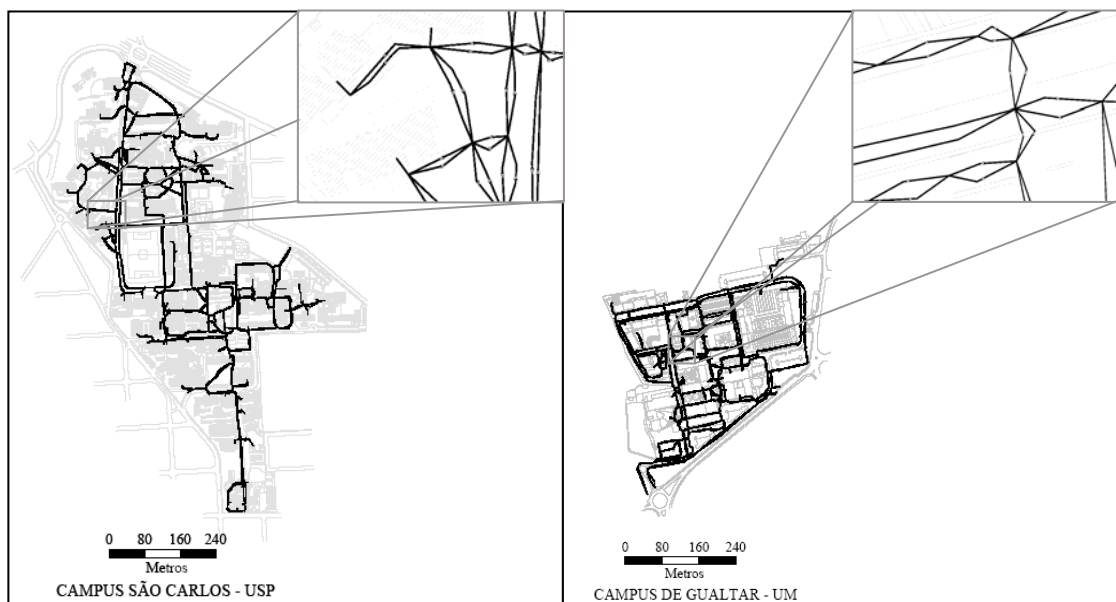 0 80 160 240
Metros
CAMPUS SÃO CARLOS - USP
0 80 160 240
Metros
CAMPUS DE GUALTAR - UM